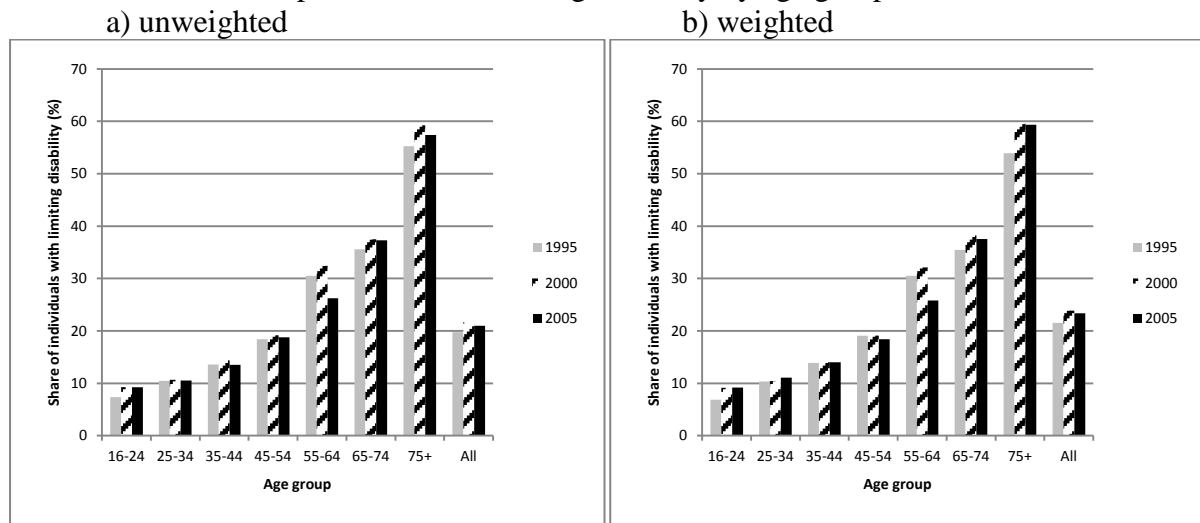 a) unweighted
b) weighted
Share of individuals with limiting disability (%)
70
60
50
40
30
20
10
0
16-24 25-34 35-44 45-54 55-64 65-74 75+ All
Age group
1995
2000
2005
Share of individuals with limiting disability (%)
70
60
50
40
30
20
10
0
16-24 25-34 35-44 45-54 55-64 65-74 75+ All
Age group
1995
2000
2005